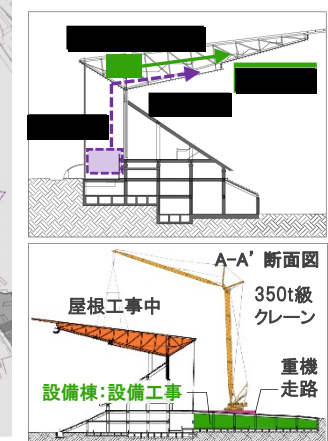 A-A’ 断面図
350t級
クレーン
屋根工事中
重機
走路
設備棟:設備工事